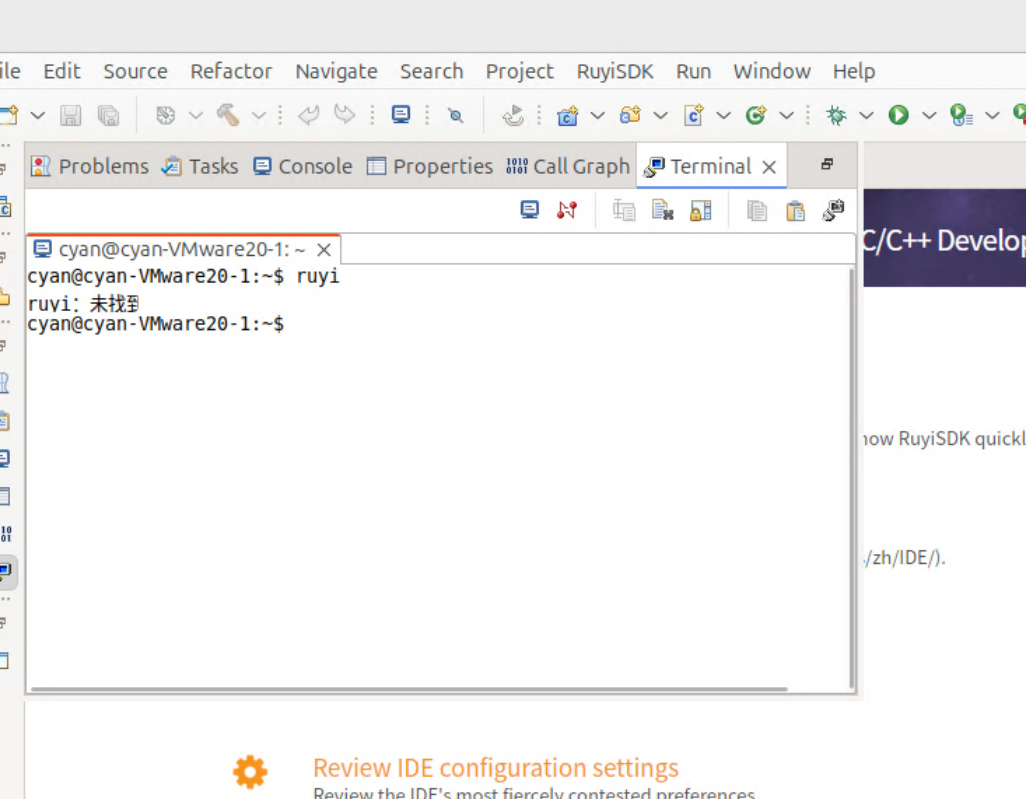 ile Edit Source Refactor Navigate Search Project RuyiSDK Run Window Help
Problems Tasks Console Properties Call Graph Terminal
C/C++ Develop
cyan@cyan-VMware20-1: ~
cyan@cyan-VMware20-1:~$ ruyi
ruyi: 未找到
cyan@cyan-VMware20-1:~$
now RuyiSDK quickl
/zh/IDE/).
Review IDE configuration settings
Review the IDE's most fiercely contested preferences